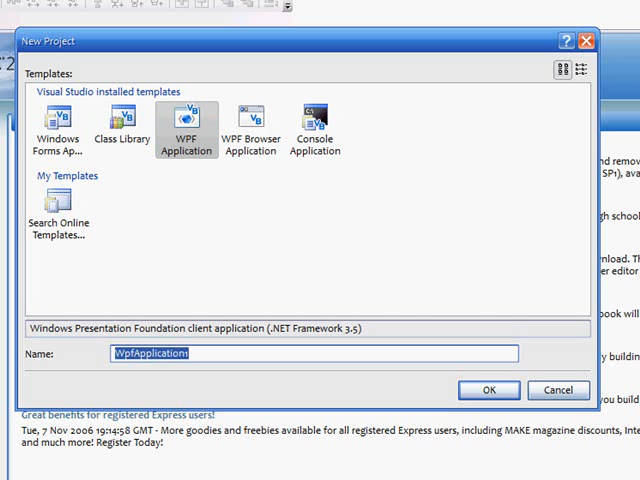 New Project
Templates:
Visual Studio installed templates
Windows Forms Ap...
Class Library
WPF Application
WPF Browser Application
Console Application
My Templates
Search Online Templates...
Windows Presentation Foundation client application (.NET Framework 3.5)
Name:
WpfApplication1
OK
Cancel
and remov
SP1), ava
gh school
nload. Th
er editor
ook will
y buildin
ou build
Great benefits for registered Express users!
Tue, 7 Nov 2006 19:14:58 GMT - More goodies and freebies available for all registered Express users, including MAKE magazine discounts, Inte
and much more! Register Today!